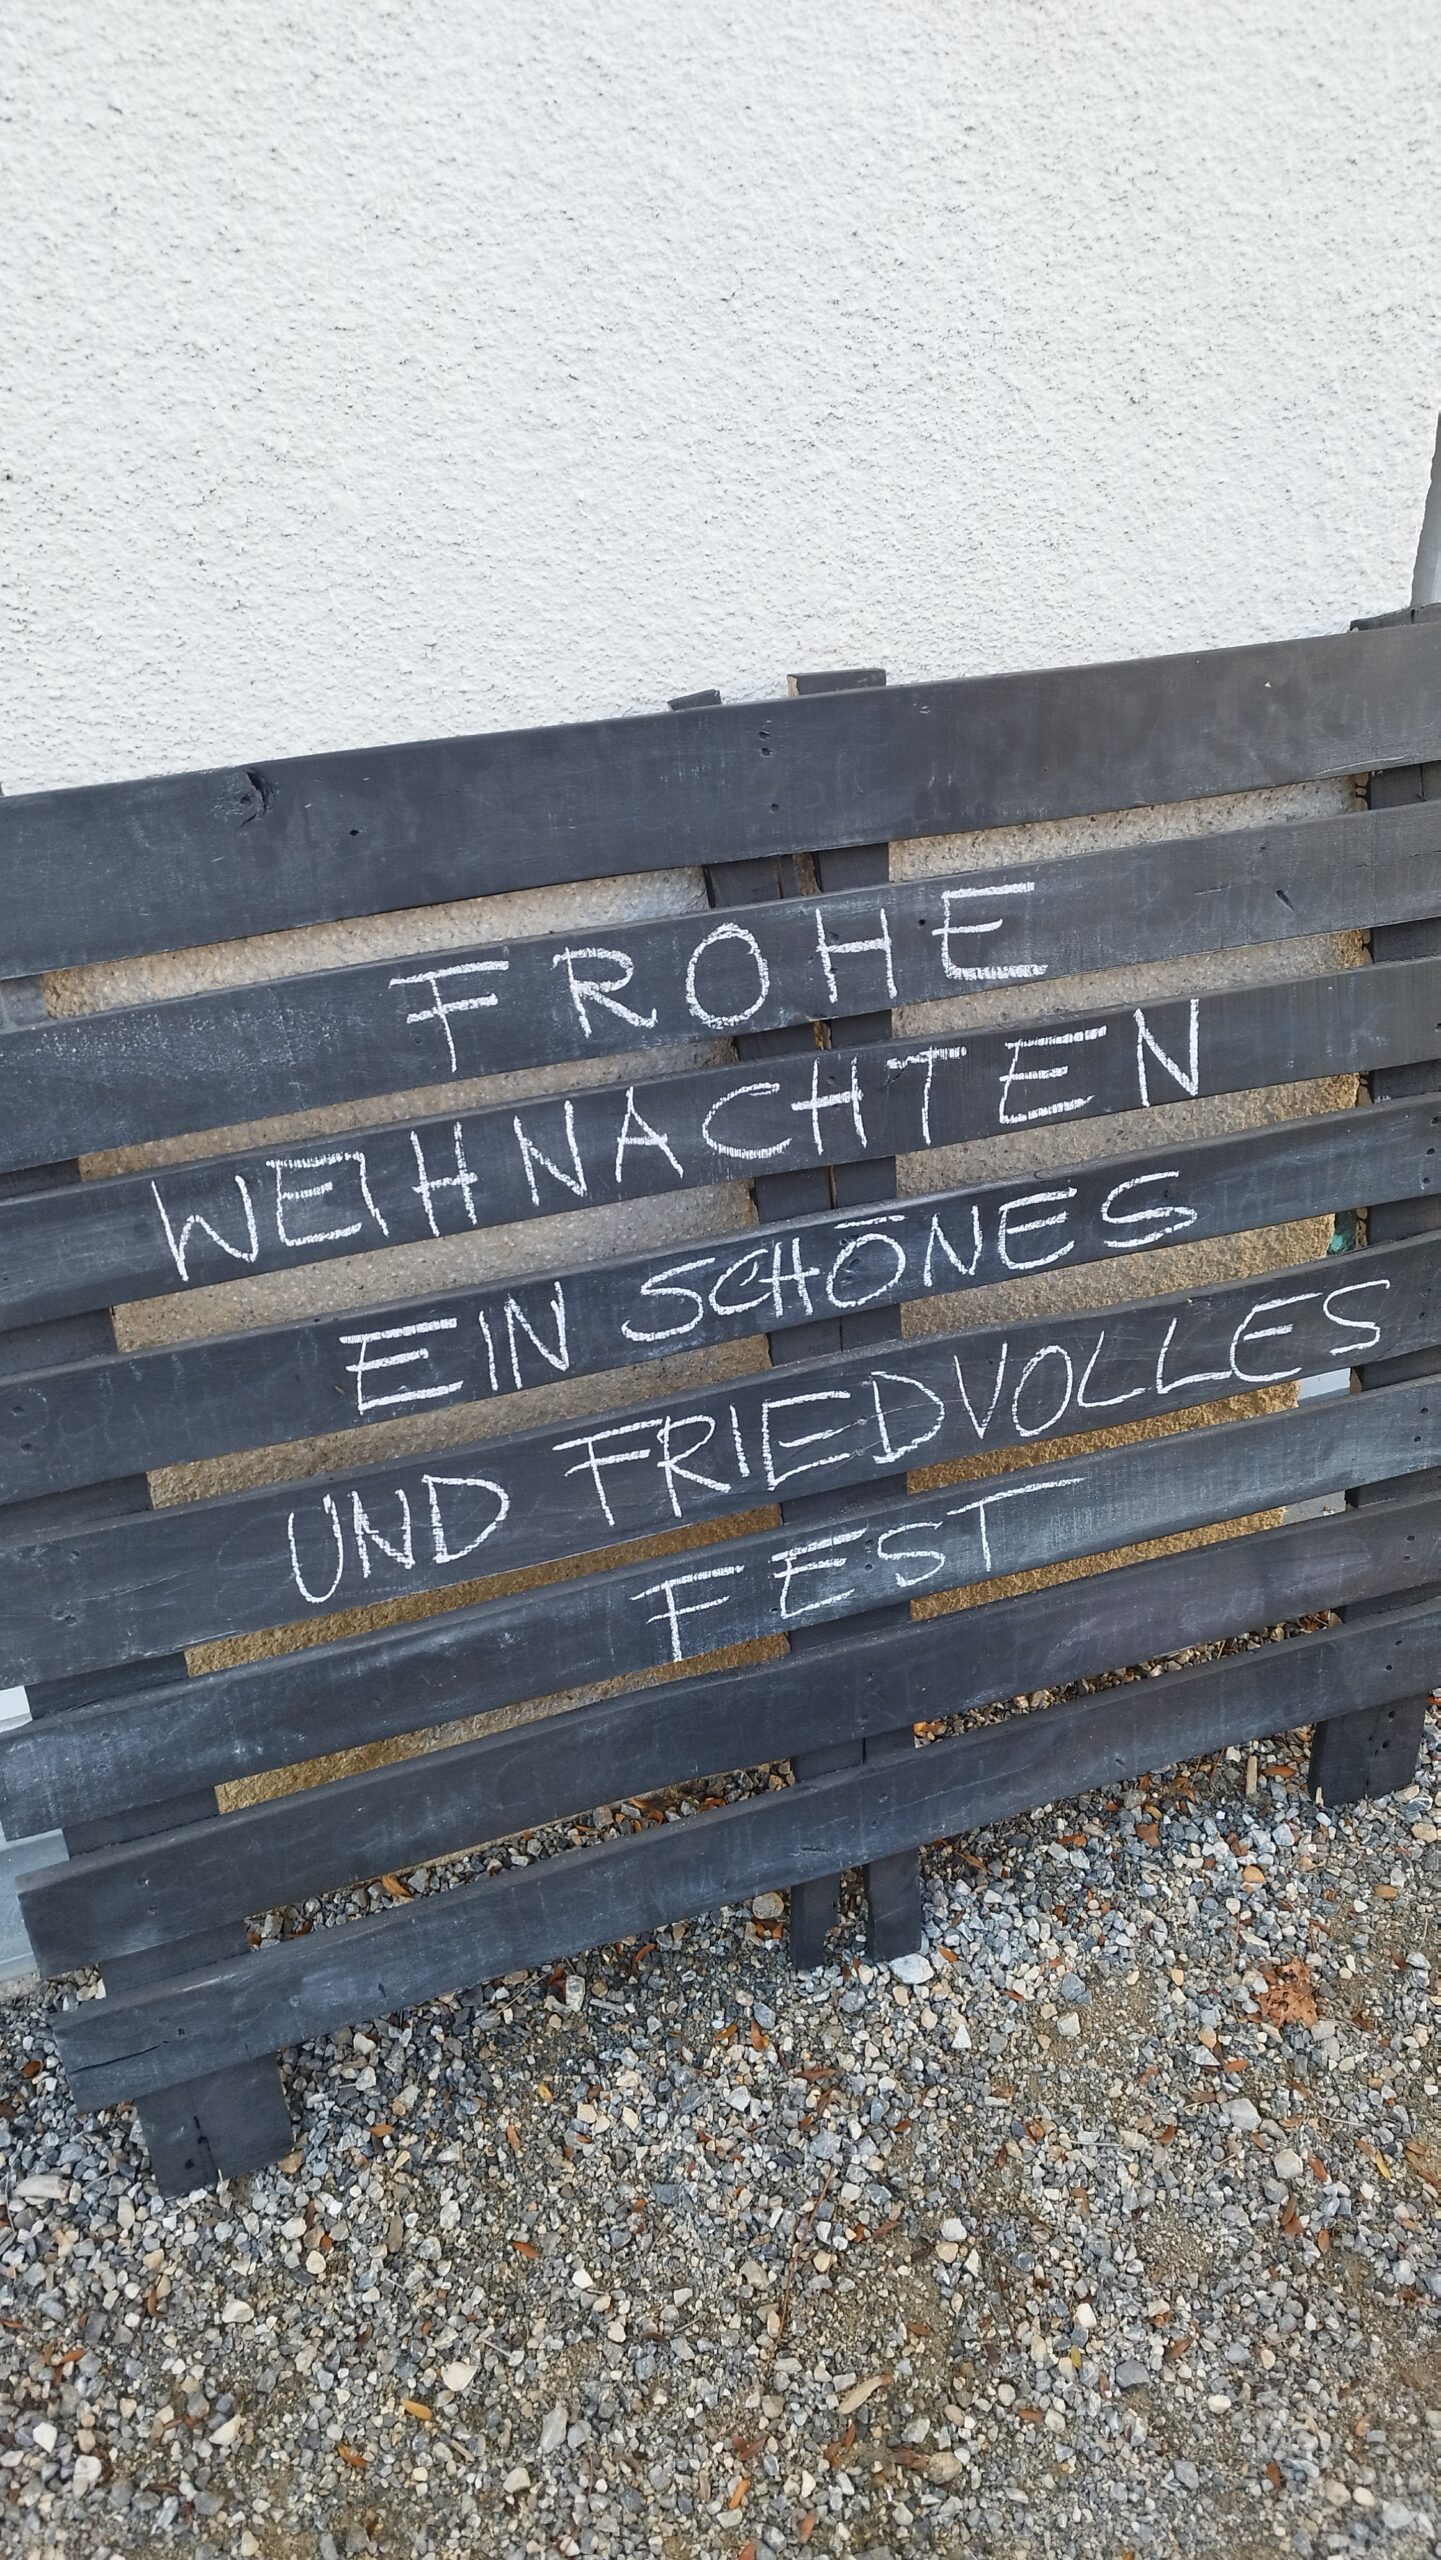 FROHE
WEIHNACHTEN
EIN SCHÖNES
UND FRIEDVOLLES
FEST